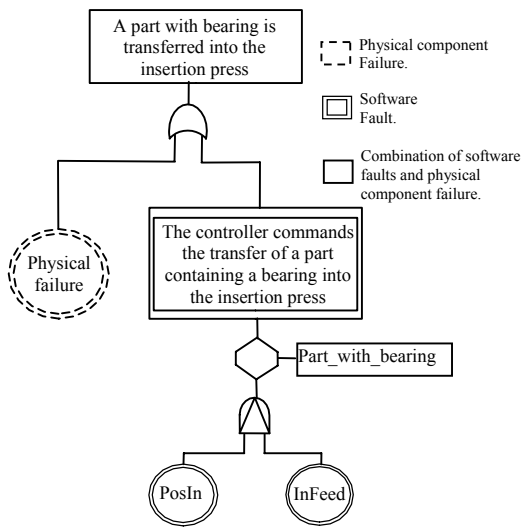 A part with bearing is
transferred into the
insertion press
Physical component
Failure.
Software
Fault.
Combination of software
faults and physical
component failure.
Physical
failure
The controller commands
the transfer of a part
containing a bearing into
the insertion press
Part_with_bearing
PosIn
InFeed